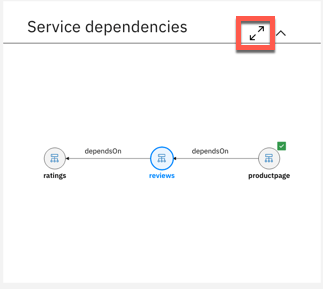 Service dependencies
dependsOn dependsOn
ratings reviews productpage